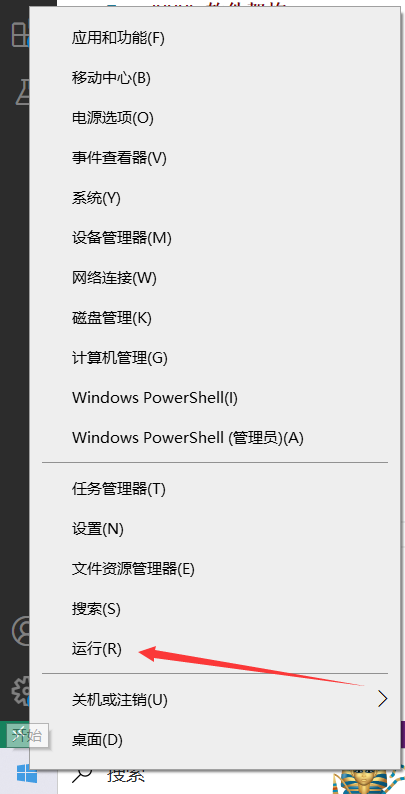 应用和功能(F)
移动中心(B)
电源选项(O)
事件查看器(V)
系统(Y)
设备管理器(M)
网络连接(W)
磁盘管理(K)
计算机管理(G)
Windows PowerShell(I)
Windows PowerShell (管理员)(A)
任务管理器(T)
设置(N)
文件资源管理器(E)
搜索(S)
运行(R)
关机或注销(U)
桌面(D)
开始
搜索